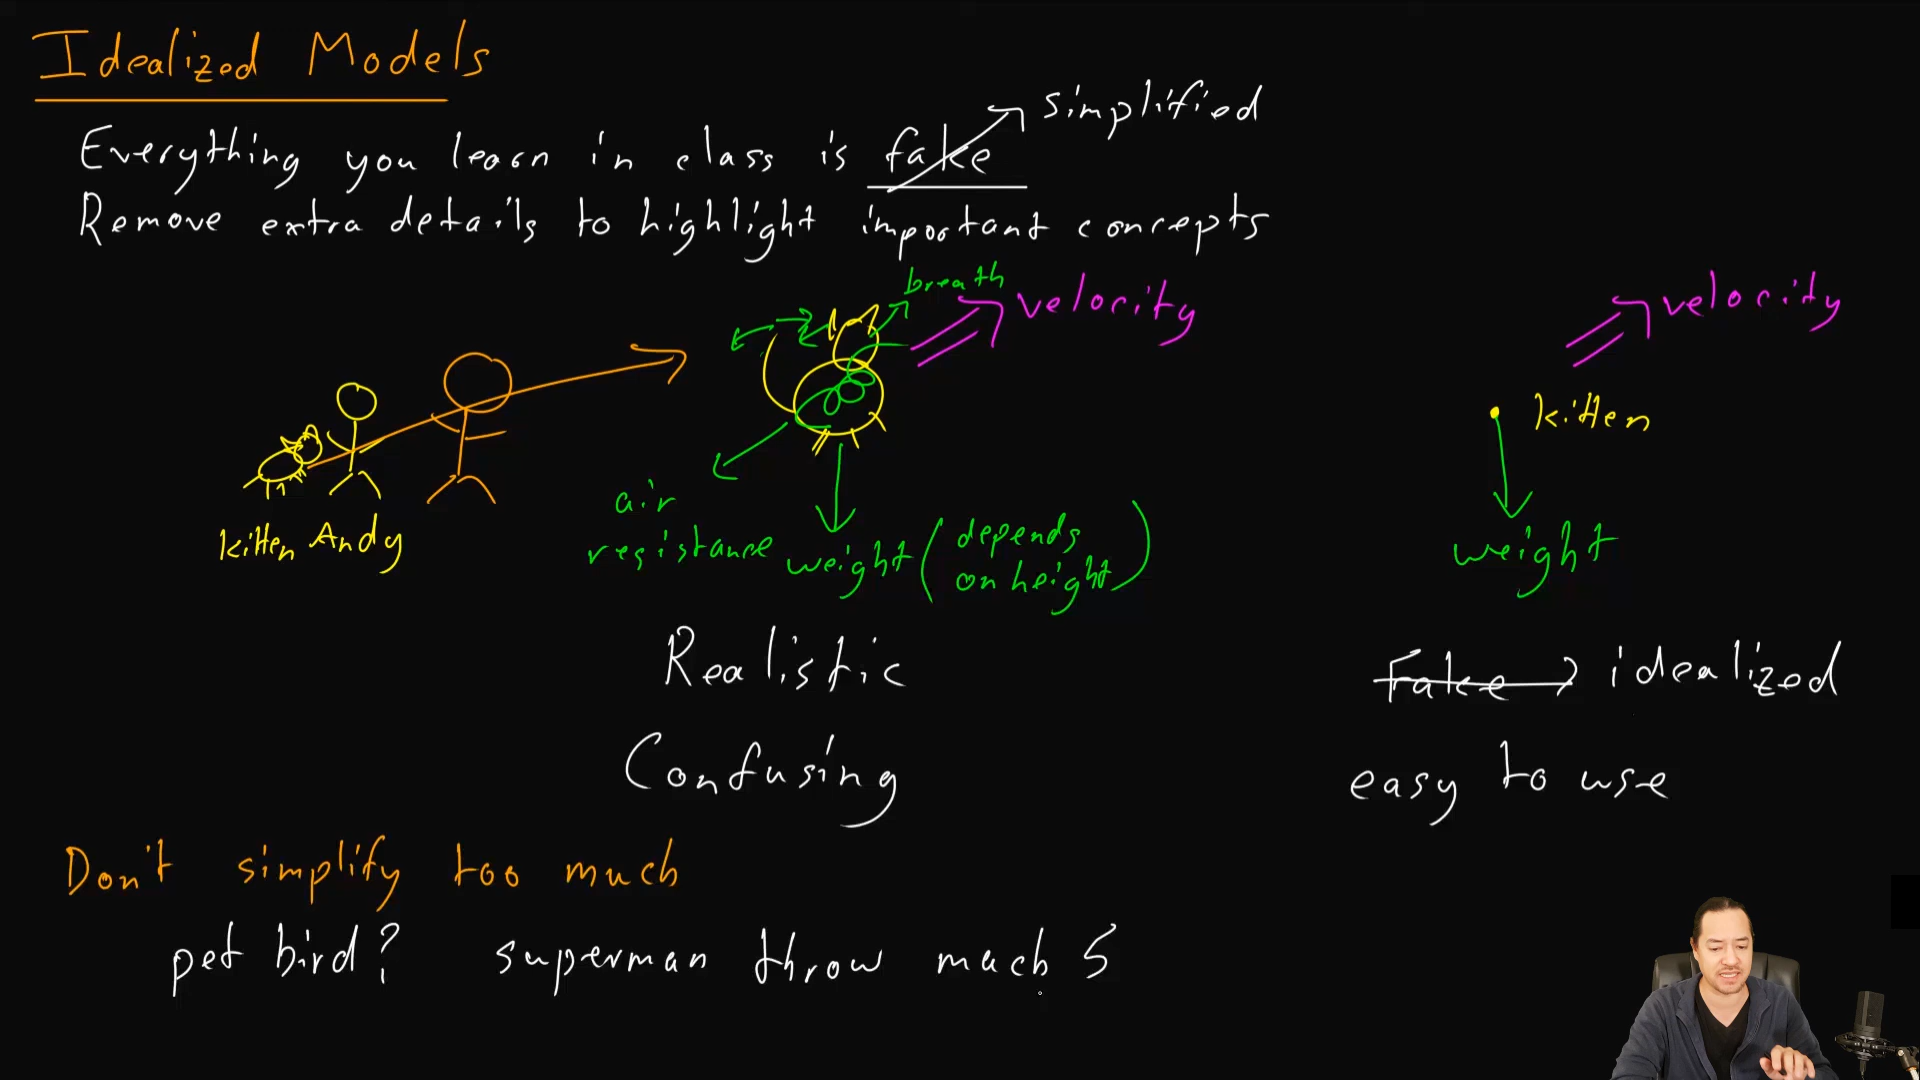 Idealized Models
simplified
Everything you learn in class is fake
Remove extra details to highlight important concepts
breath
velocity
velocity
kitten
kitten Andy
air
resistance
weight (depends
on height)
weight
Realistic
Fake → idealized
Confusing
easy to use
Don't simplify too much
pet bird? superman throw mach 5